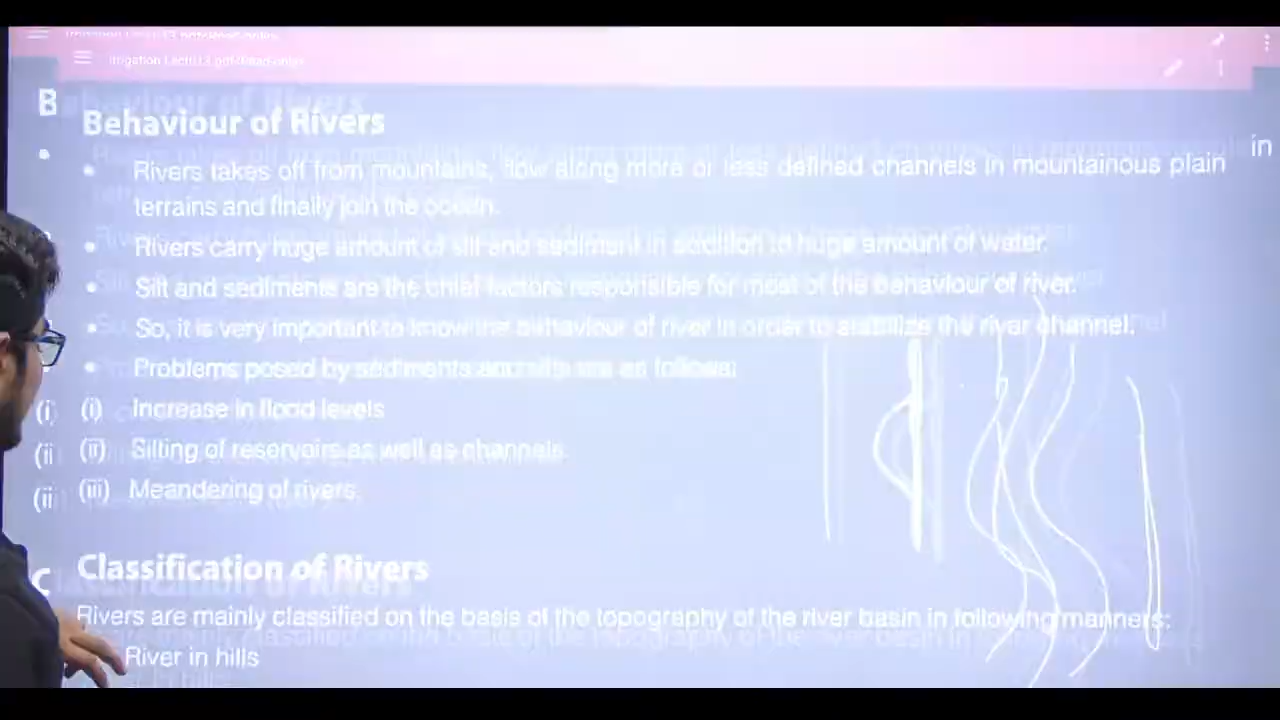 Irrigation Lect013.pdf (Read-only)
Behaviour of Rivers
• Rivers takes off from mountains, flow along more or less defined channels in mountainous plain
terrains and finally join the ocean.
• Rivers carry huge amount of silt and sediment in addition to huge amount of water.
• Silt and sediments are the chief factors responsible for most of the behaviour of river.
• So, it is very important to know the behaviour of river in order to stabilize the river channel.
• Problems posed by sediments and silts are as follows:
(i) Increase in flood levels
(ii) Silting of reservoirs as well as channels.
(iii) Meandering of rivers.
Classification of Rivers
Rivers are mainly classified on the basis of the topography of the river basin in following manners:
River in hills